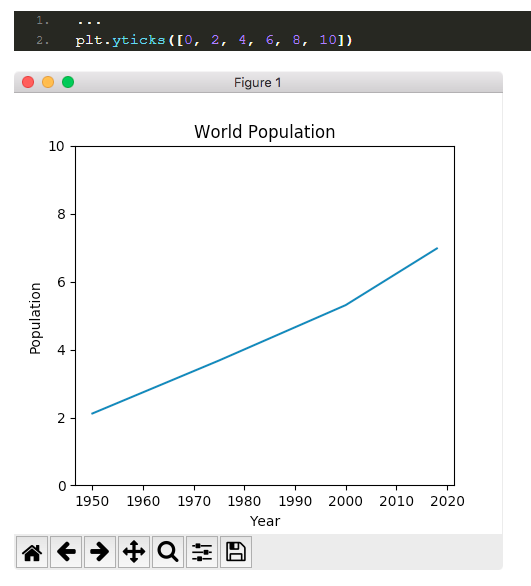 1. ...
2. plt.yticks([0, 2, 4, 6, 8, 10])
Figure 1
World Population
10
8
6
4
2
0
Population
1950 1960 1970 1980 1990 2000 2010 2020
Year